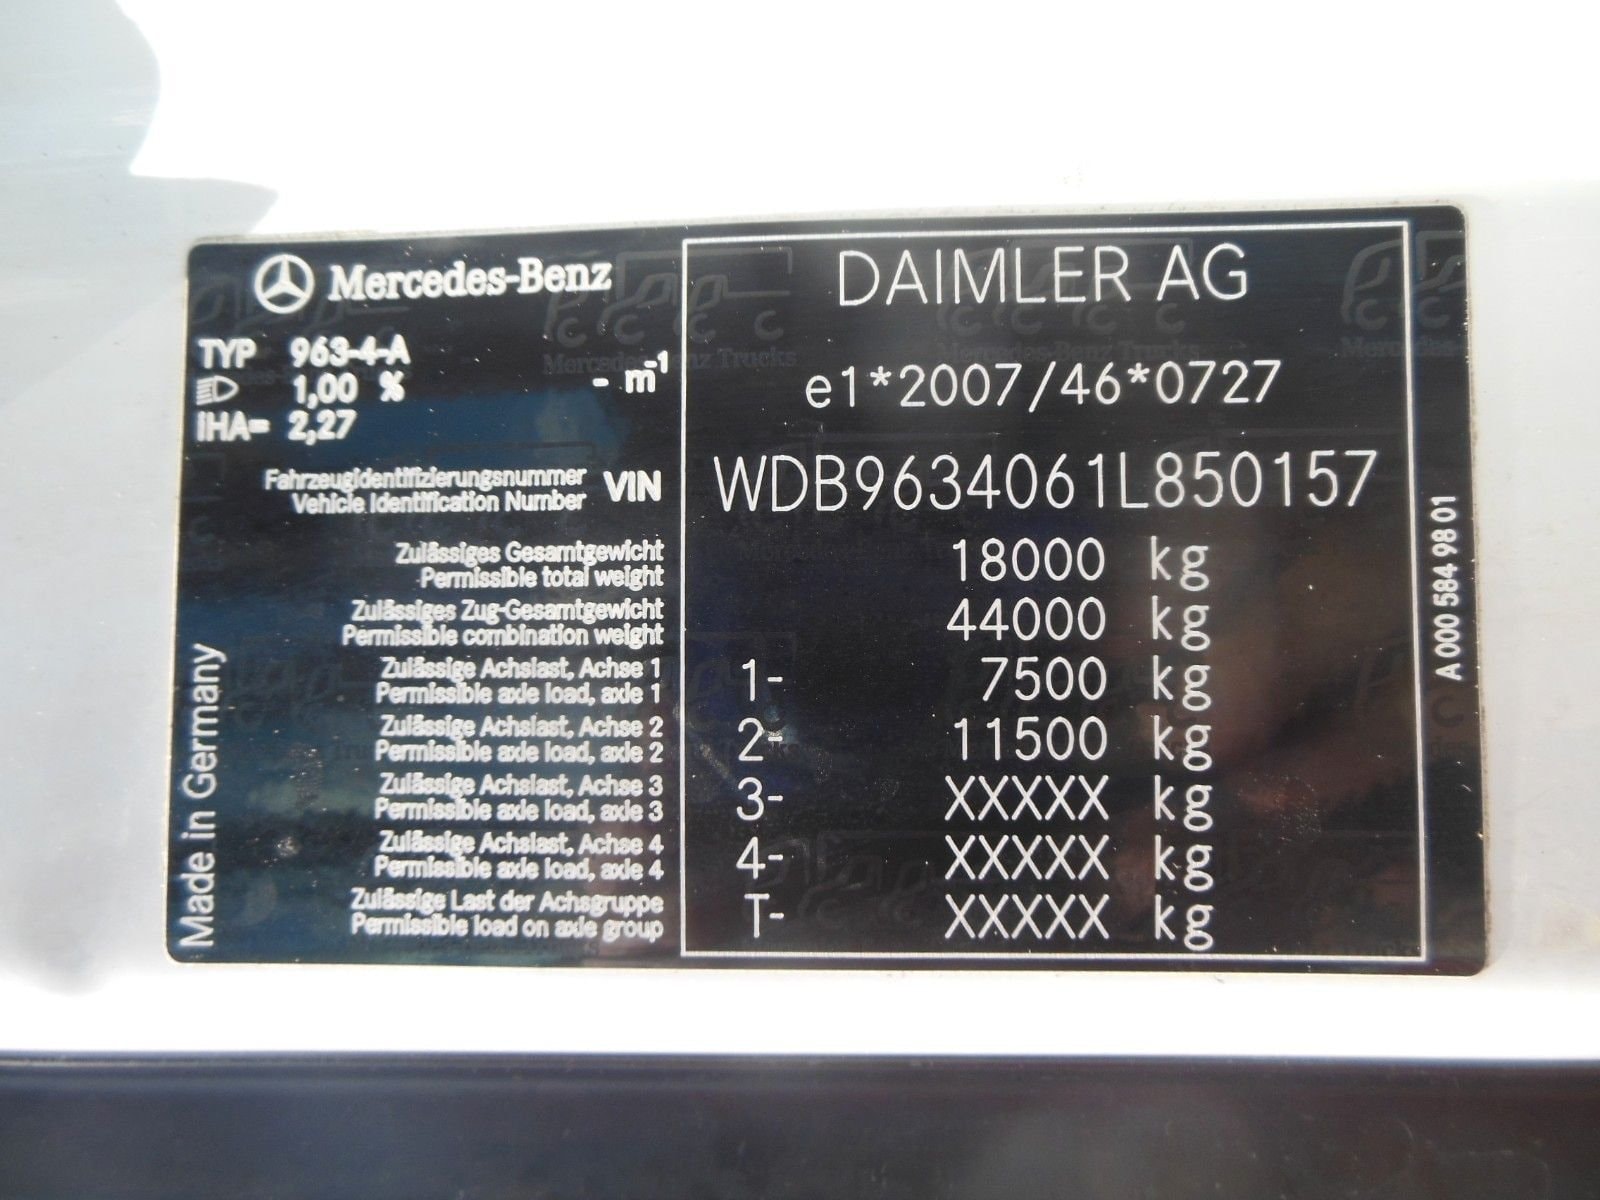 Mercedes-Benz
TYP 963-4-A
1,00 % - m-1
IHA= 2,27
DAIMLER AG
e1*2007/46*0727
Fahrzeugidentifizierungsnummer
Vehicle Identification Number
VIN WDB9634061L850157
Zulässiges Gesamtgewicht
Permissible total weight
18000 kg
Zulässiges Zug-Gesamtgewicht
Permissible combination weight
44000 kg
Zulässige Achslast, Achse 1
Permissible axle load, axle 1
1- 7500 kg
Zulässige Achslast, Achse 2
Permissible axle load, axle 2
2- 11500 kg
Zulässige Achslast, Achse 3
Permissible axle load, axle 3
3- XXXXX kg
Zulässige Achslast, Achse 4
Permissible axle load, axle 4
4- XXXXX kg
Zulässige Last der Achsgruppe
Permissible load on axle group
T- XXXXX kg
Made in Germany
A 000 584 98 01